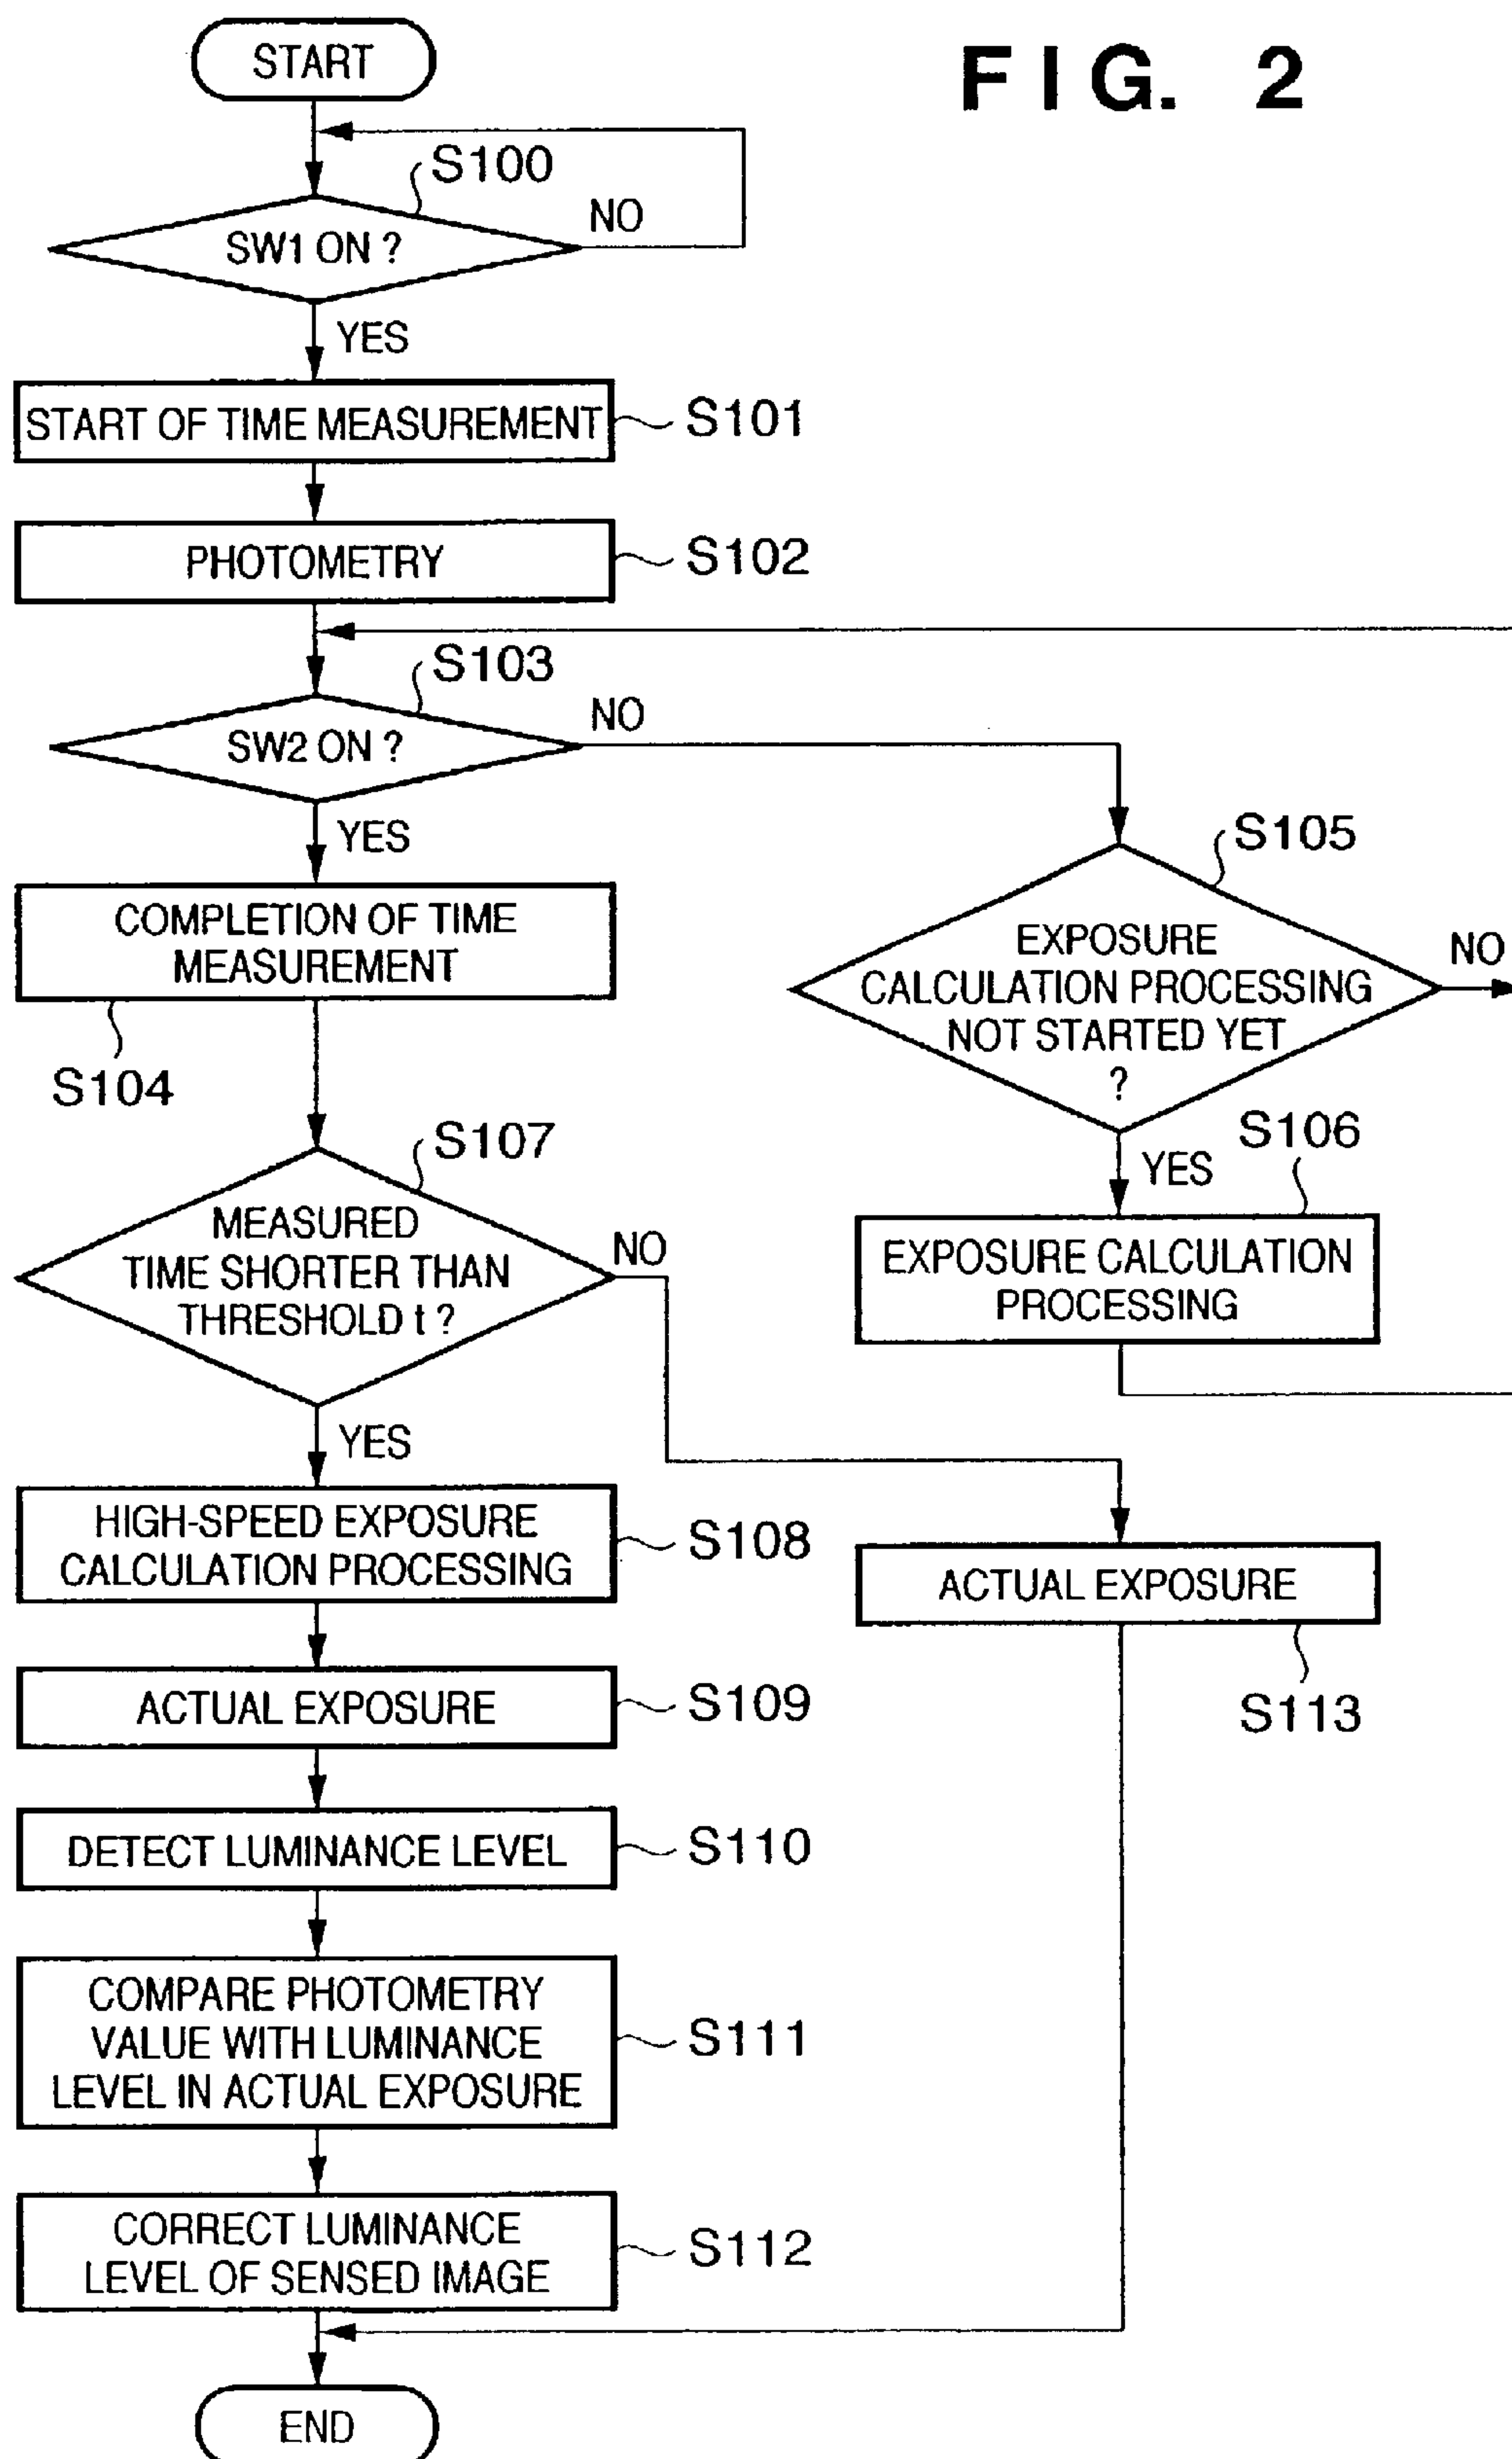 START
FIG. 2
S100
SW1 ON ?
NO
YES
START OF TIME MEASUREMENT
S101
PHOTOMETRY
S102
S103
SW2 ON ?
NO
YES
COMPLETION OF TIME
MEASUREMENT
S104
S105
EXPOSURE
CALCULATION PROCESSING
NOT STARTED YET
?
NO
YES
S106
EXPOSURE CALCULATION
PROCESSING
S107
MEASURED
TIME SHORTER THAN
THRESHOLD t ?
NO
YES
HIGH-SPEED EXPOSURE
CALCULATION PROCESSING
S108
ACTUAL EXPOSURE
S113
ACTUAL EXPOSURE
S109
DETECT LUMINANCE LEVEL
S110
COMPARE PHOTOMETRY
VALUE WITH LUMINANCE
LEVEL IN ACTUAL EXPOSURE
S111
CORRECT LUMINANCE
LEVEL OF SENSED IMAGE
S112
END